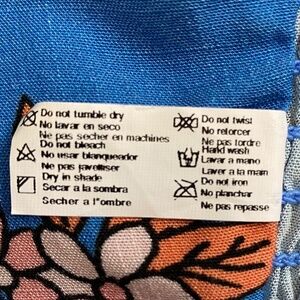 Do not tumble dry
No lavar en seco
Ne pas secher en machines
Do not bleach
No usar blanqueador
Ne pas javelliser
Dry in shade
Secar a la sombra
Secher a l'ombre
Do not twist
No retorcer
Ne pas tordre
Hand wash
Lavar a mano
Laver a la main
Do not iron
No planchar
Ne pas repasse